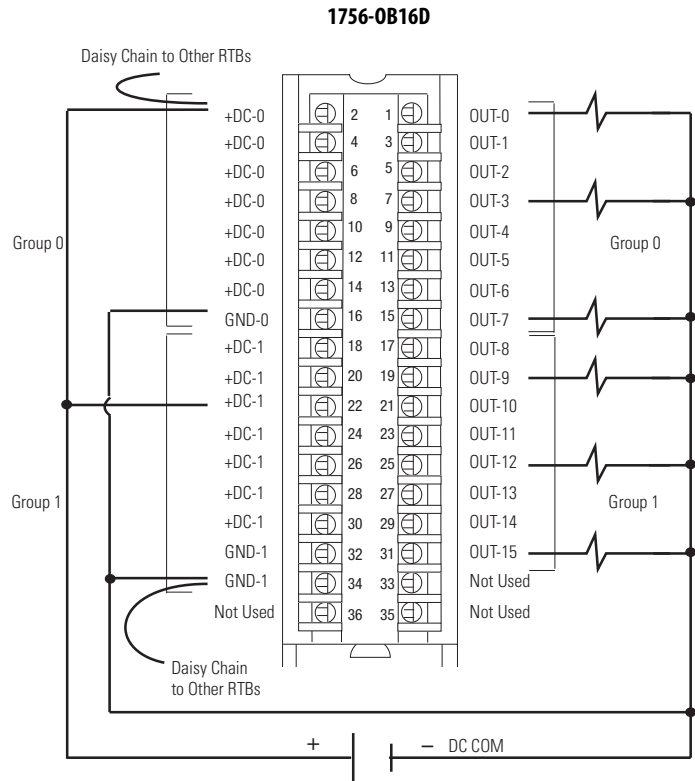 1756-OB16D
Daisy Chain to Other RTBs
+DC-0 2 1 OUT-0
+DC-0 4 3 OUT-1
+DC-0 6 5 OUT-2
+DC-0 8 7 OUT-3
+DC-0 10 9 OUT-4
Group 0 Group 0
+DC-0 12 11 OUT-5
+DC-0 14 13 OUT-6
GND-0 16 15 OUT-7
+DC-1 18 17 OUT-8
+DC-1 20 19 OUT-9
+DC-1 22 21 OUT-10
+DC-1 24 23 OUT-11
+DC-1 26 25 OUT-12
+DC-1 28 27 OUT-13
Group 1 Group 1
+DC-1 30 29 OUT-14
GND-1 32 31 OUT-15
GND-1 34 33 Not Used
Not Used 36 35 Not Used
Daisy Chain
to Other RTBs
+ – DC COM